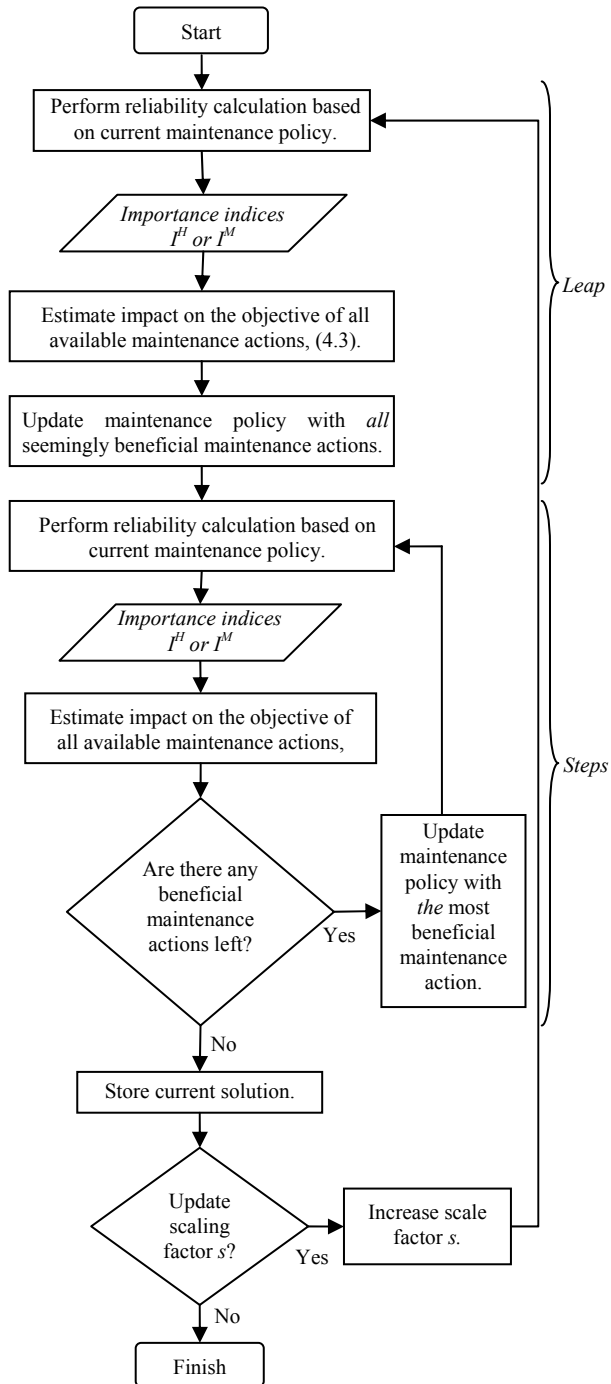 Start
Perform reliability calculation based
on current maintenance policy.
Importance indices
I^H or I^M
Estimate impact on the objective of all
available maintenance actions, (4.3).
Update maintenance policy with all
seemingly beneficial maintenance actions.
Leap
Perform reliability calculation based on
current maintenance policy.
Importance indices
I^H or I^M
Estimate impact on the objective of
all available maintenance actions,
Are there any
beneficial
maintenance
actions left?
Yes
Update
maintenance
policy with
the most
beneficial
maintenance
action.
Steps
No
Store current solution.
Update
scaling
factor s?
Yes
Increase scale
factor s.
No
Finish